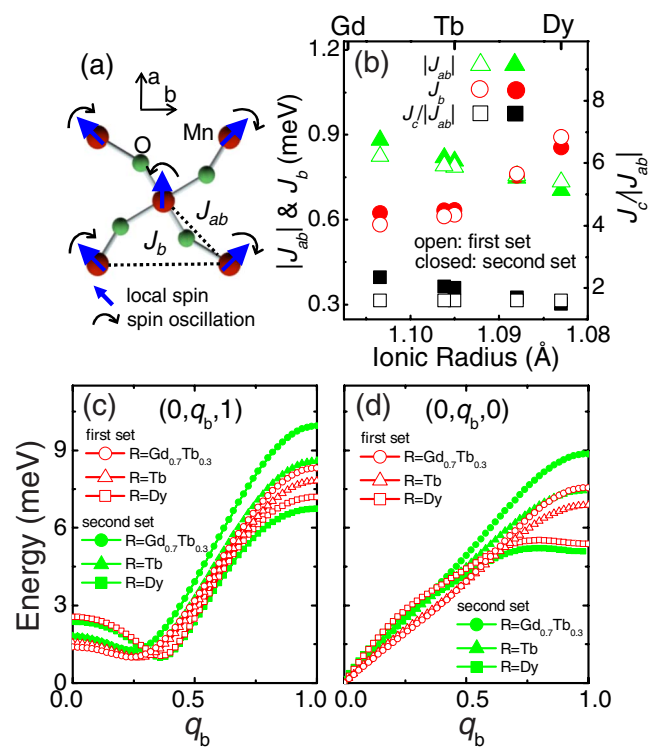 Gd Tb Dy
(a)
a
b
O
Mn
J_ab
J_b
local spin
spin oscillation
(b)
|J_ab|
J_b
J_c/|J_ab|
open: first set
closed: second set
|J_ab| & J_b (meV)
1.2
0.9
0.6
0.3
J_c/|J_ab|
8
6
4
2
1.10 1.09 1.08
Ionic Radius (Å)
(c) (0,q_b,1)
first set
R=Gd_0.7Tb_0.3
R=Tb
R=Dy
second set
R=Gd_0.7Tb_0.3
R=Tb
R=Dy
Energy (meV)
9
6
3
0
0.0 0.5 1.0
q_b
(d) (0,q_b,0)
first set
R=Gd_0.7Tb_0.3
R=Tb
R=Dy
second set
R=Gd_0.7Tb_0.3
R=Tb
R=Dy
0.0 0.5 1.0
q_b